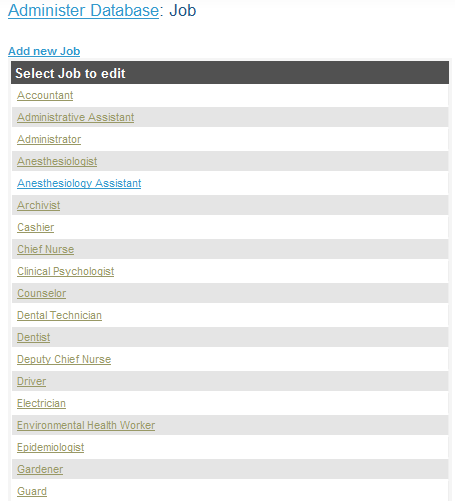 Administer Database: Job
Add new Job
Select Job to edit
Accountant
Administrative Assistant
Administrator
Anesthesiologist
Anesthesiology Assistant
Archivist
Cashier
Chief Nurse
Clinical Psychologist
Counselor
Dental Technician
Dentist
Deputy Chief Nurse
Driver
Electrician
Environmental Health Worker
Epidemiologist
Gardener
Guard